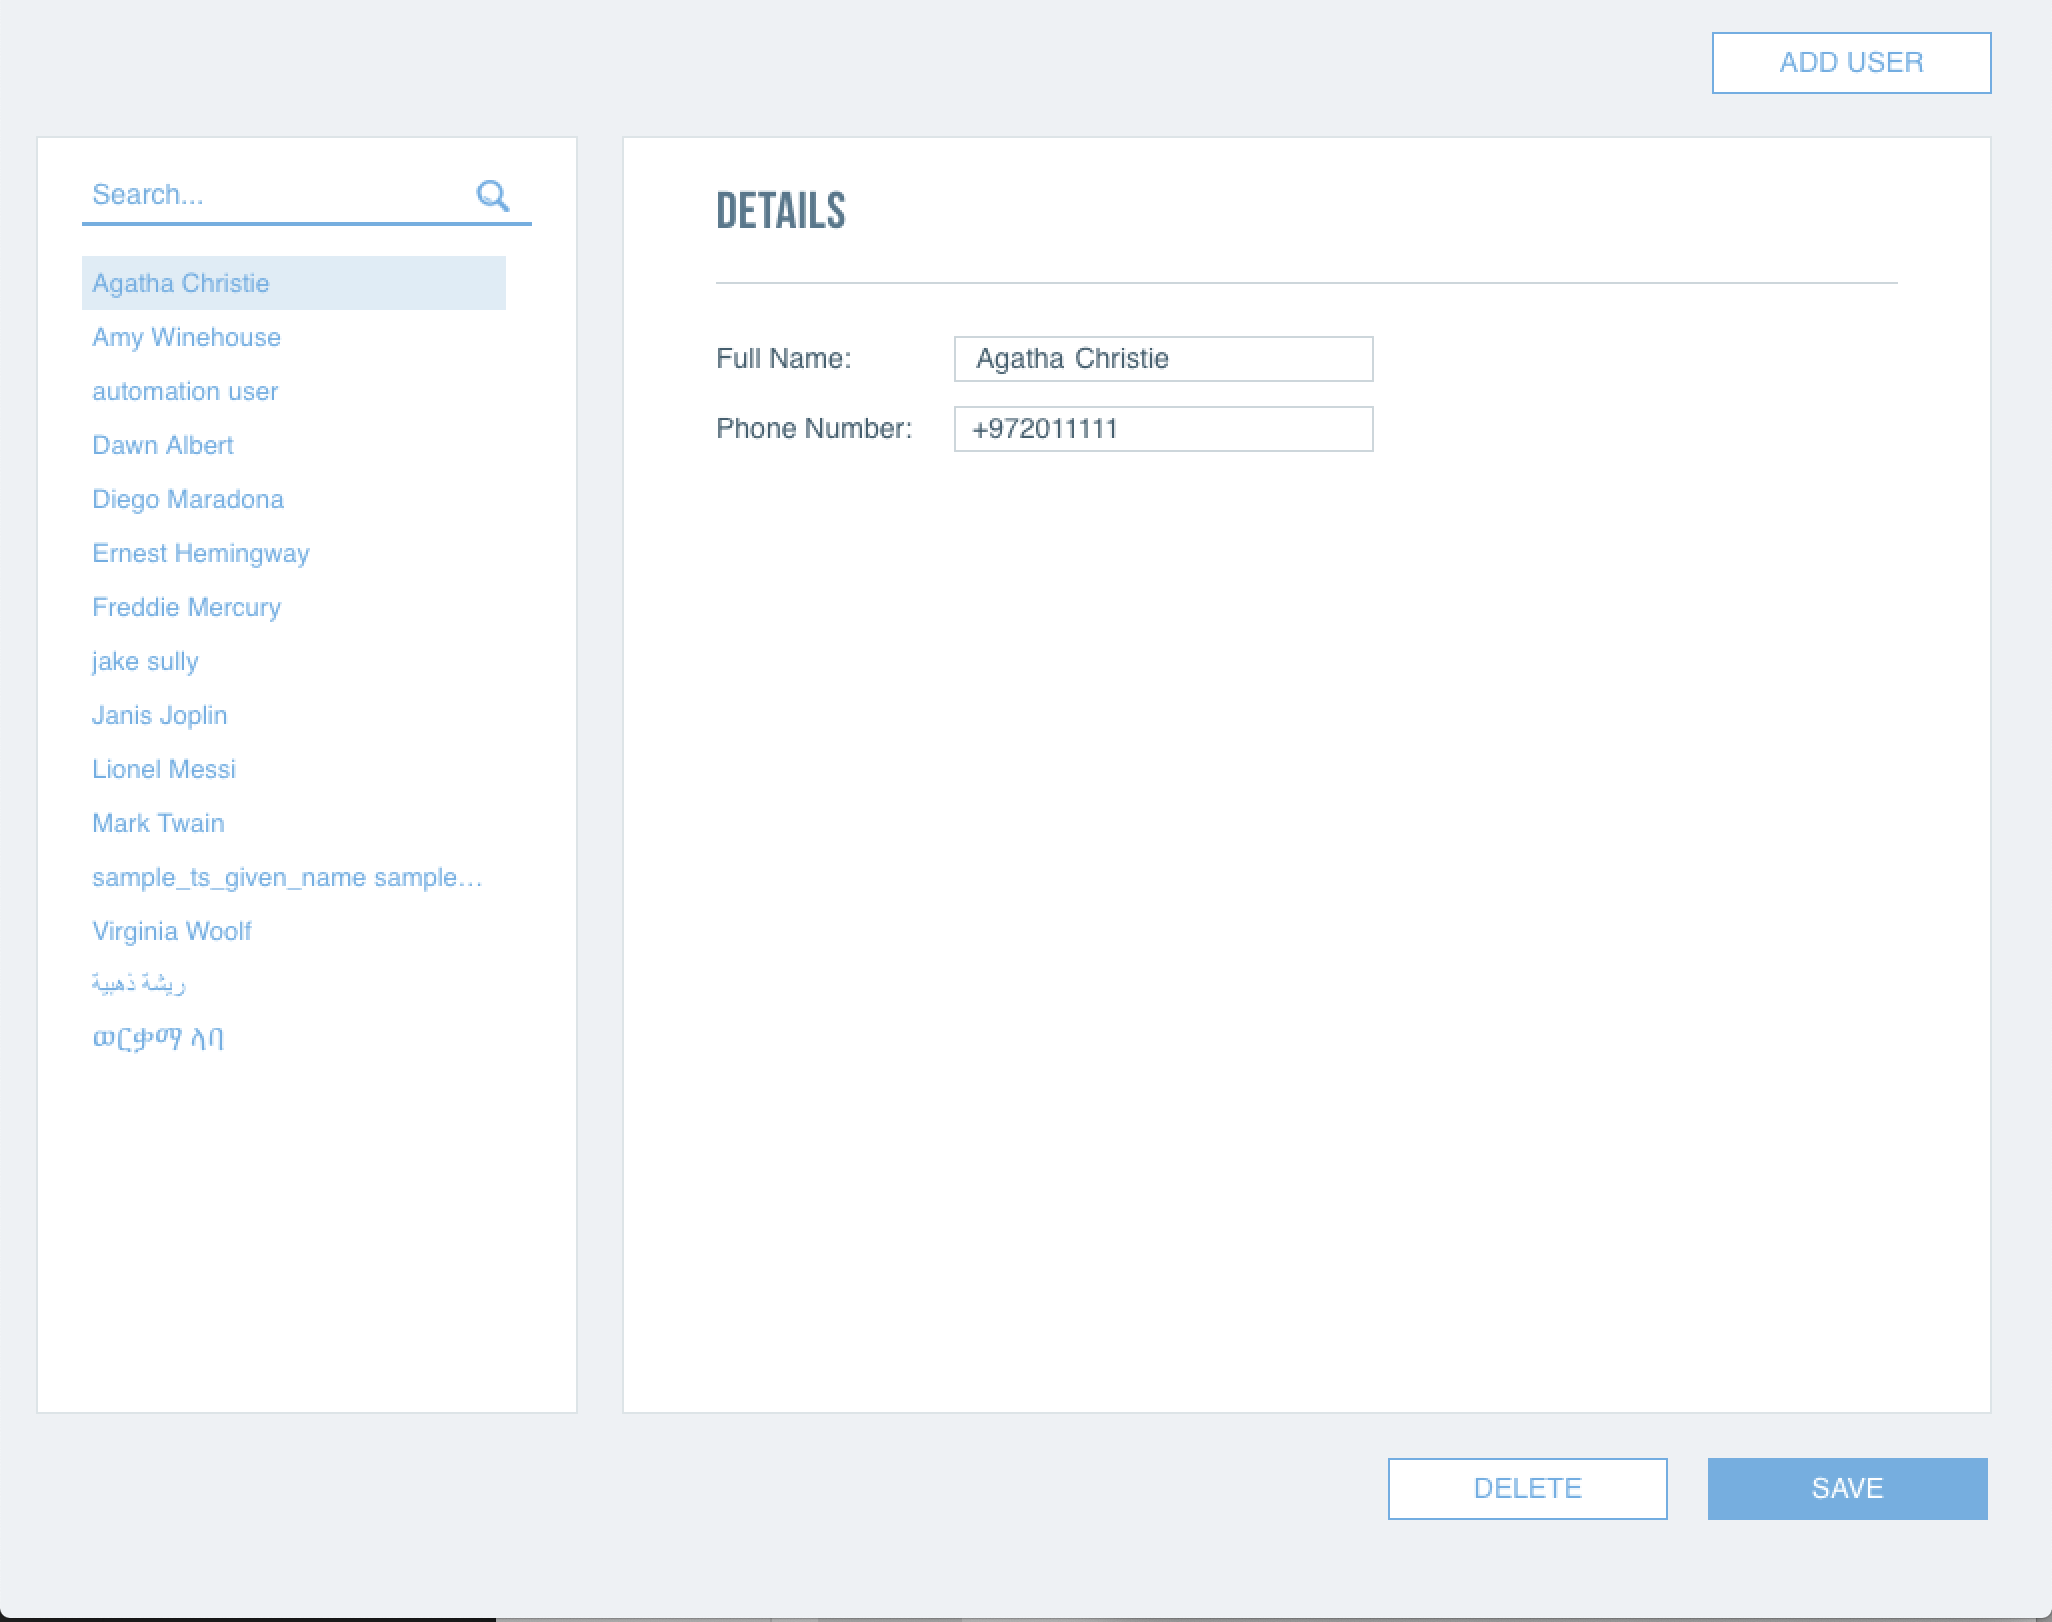 ADD USER
Search...
Agatha Christie
Amy Winehouse
automation user
Dawn Albert
Diego Maradona
Ernest Hemingway
Freddie Mercury
jake sully
Janis Joplin
Lionel Messi
Mark Twain
sample_ts_given_name sample...
Virginia Woolf
ريشة ذهبية
ወርቃማ ላባ
DETAILS
Full Name: Agatha Christie
Phone Number: +972011111
DELETE
SAVE